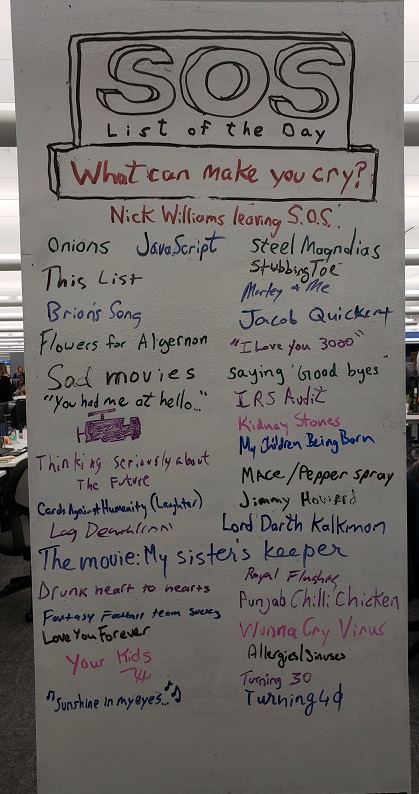 SOS
List of the Day
What can make you cry?
Nick Williams leaving S.O.S.
Onions
JavaScript
Steel Magnolias
This List
Stubbing Toe
Marley & Me
Brian's Song
Jacob Quickert
Flowers for Algernon
"I Love you 3000"
Sad movies
saying "Good byes"
"You had me at hello..."
IRS Audit
Kidney Stones
My Children Being Born
Thinking seriously about
The Future
Mace/Pepper spray
Cards Against Humanity (Laughter)
Jimmy Howard
Log
Lord Darth Kalkmon
The movie: My sister's keeper
Royal Flushes
Drunk heart to hearts
Punjab Chilli Chicken
Fantasy Football team sucks
Love You Forever
Wanna Cry Virus
Your Kids
Allergies/Sinuses
Turning 30
"Sunshine in my eyes..."
Turning 40